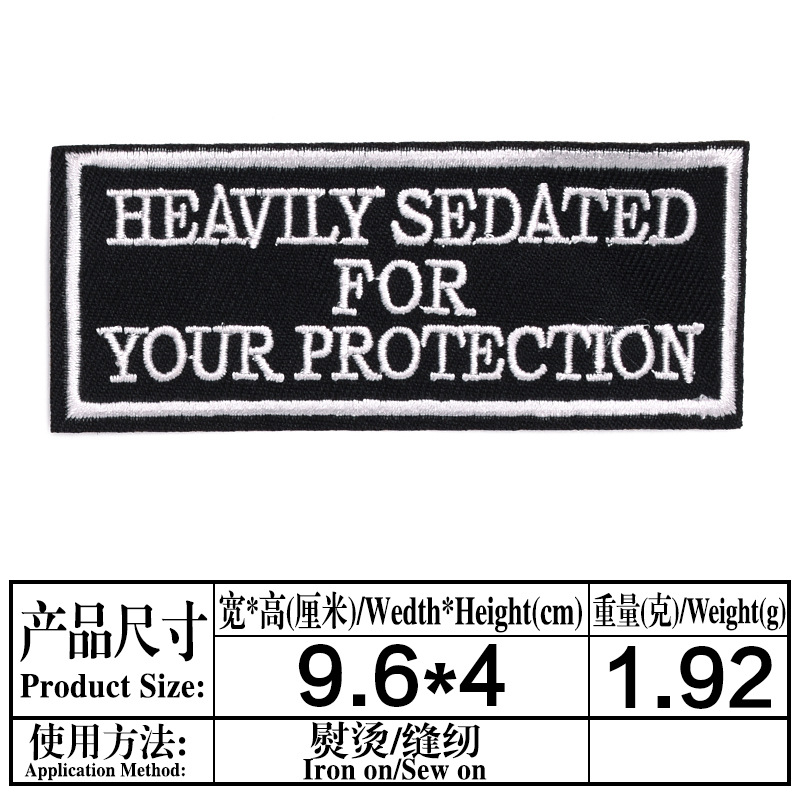 HEAVILY SEDATED
FOR
YOUR PROTECTION
产品尺寸
Product Size:
宽*高(厘米)/Wedth*Height(cm)
9.6*4
重量(克)/Weight(g)
1.92
使用方法:
Application Method:
熨烫/缝纫
Iron on/Sew on